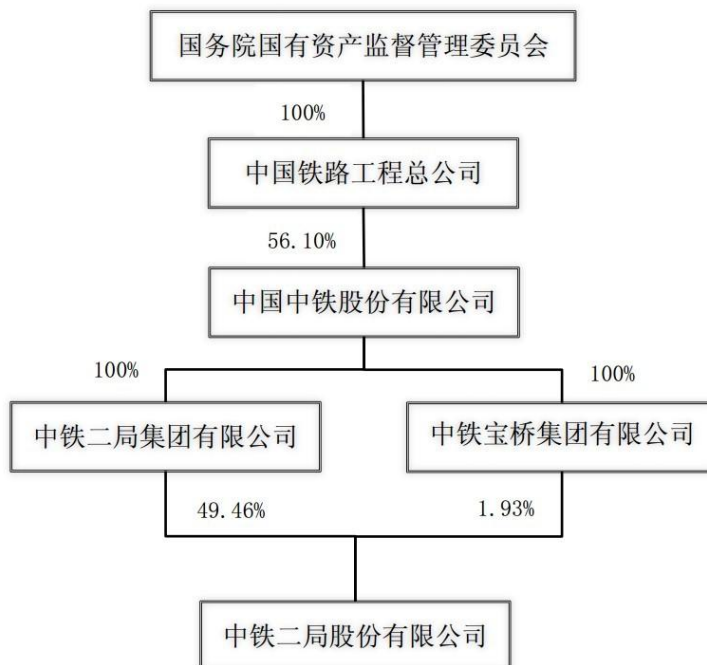 国务院国有资产监督管理委员会
100%
中国铁路工程总公司
56.10%
中国中铁股份有限公司
100%
100%
中铁二局集团有限公司
中铁宝桥集团有限公司
49.46%
1.93%
中铁二局股份有限公司